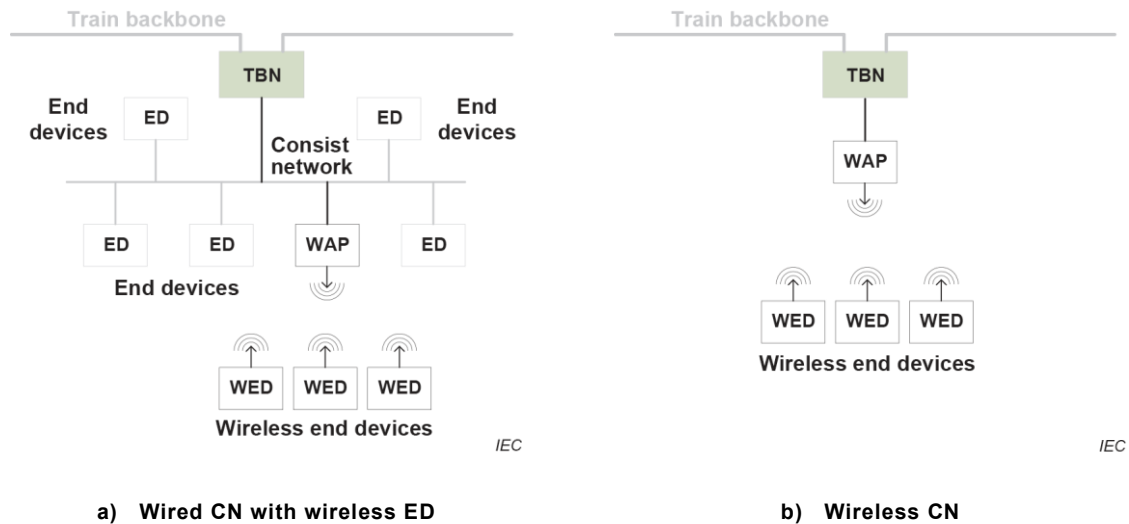 Train backbone
TBN
End
devices
ED
ED
End
devices
Consist
network
ED
ED
WAP
ED
End devices
WED
WED
WED
Wireless end devices
IEC
a) Wired CN with wireless ED
Train backbone
TBN
WAP
WED
WED
WED
Wireless end devices
IEC
b) Wireless CN